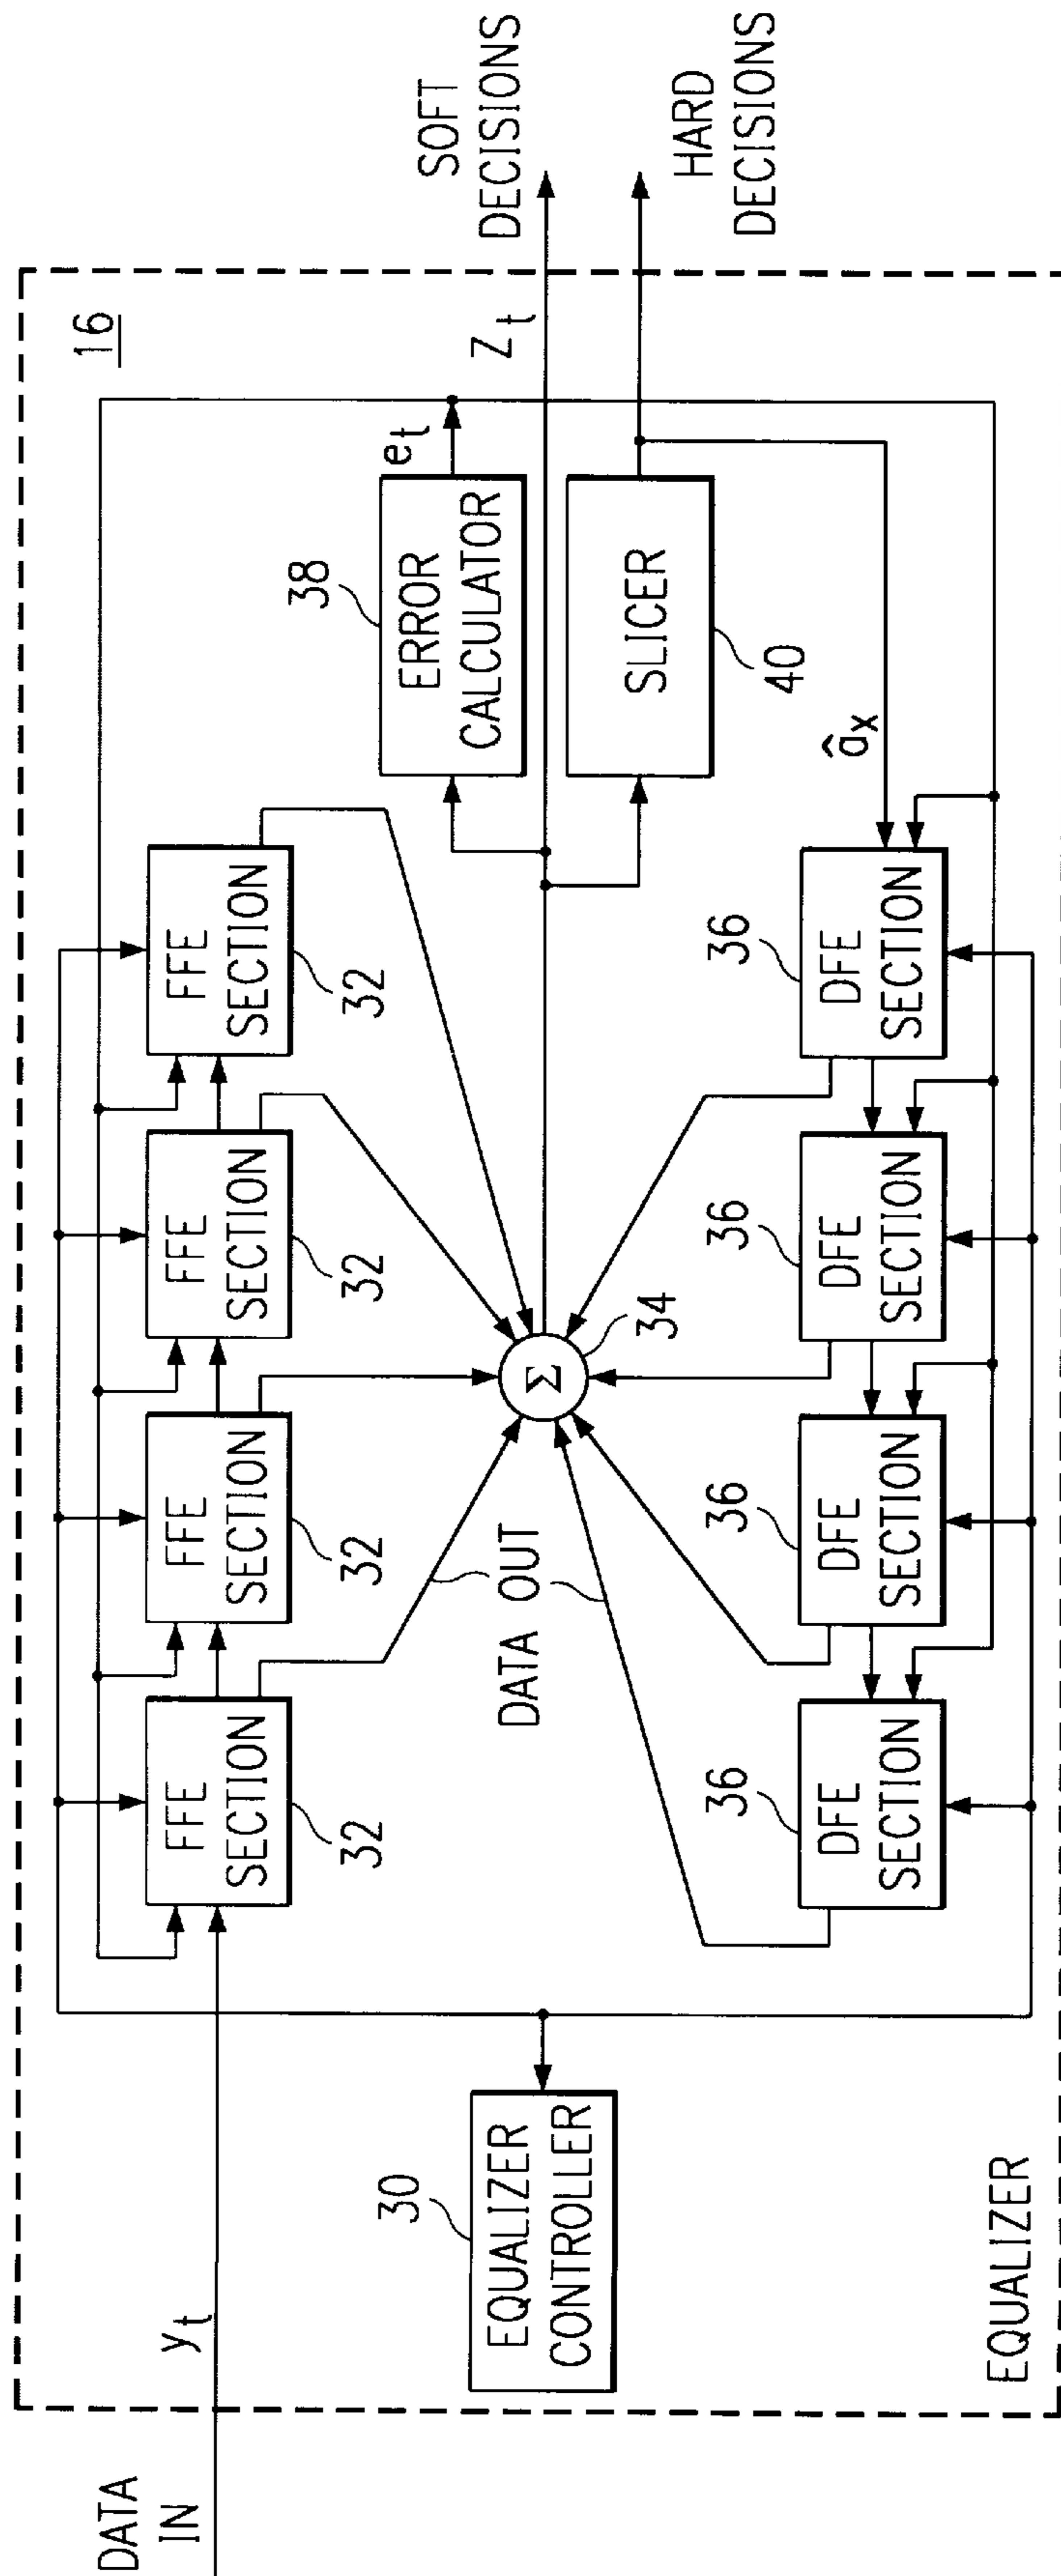 DATA
IN
y_t
16
FFE
SECTION
32
FFE
SECTION
32
FFE
SECTION
32
FFE
SECTION
32
30
EQUALIZER
CONTROLLER
DATA OUT
Σ
34
38
ERROR
CALCULATOR
e_t
Z_t
SOFT
DECISIONS
SLICER
40
HARD
DECISIONS
â_x
36
DFE
SECTION
36
DFE
SECTION
36
DFE
SECTION
36
DFE
SECTION
EQUALIZER